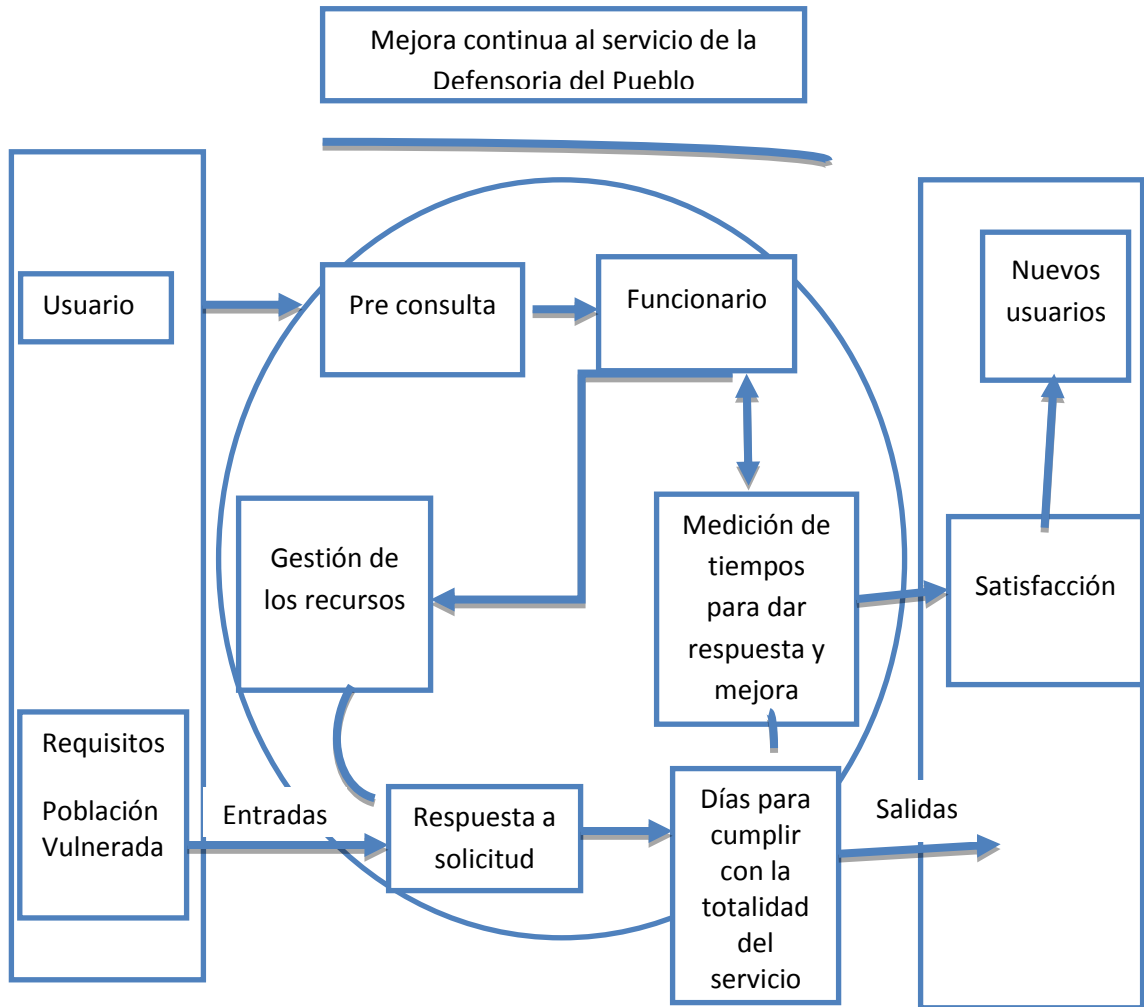 Mejora continua al servicio de la
Defensoria del Pueblo
Usuario
Pre consulta
Funcionario
Nuevos
usuarios
Gestión de
los recursos
Medición de
tiempos
para dar
respuesta y
mejora
Satisfacción
Requisitos
Población
Vulnerada
Entradas
Respuesta a
solicitud
Días para
cumplir
con la
totalidad
del
servicio
Salidas